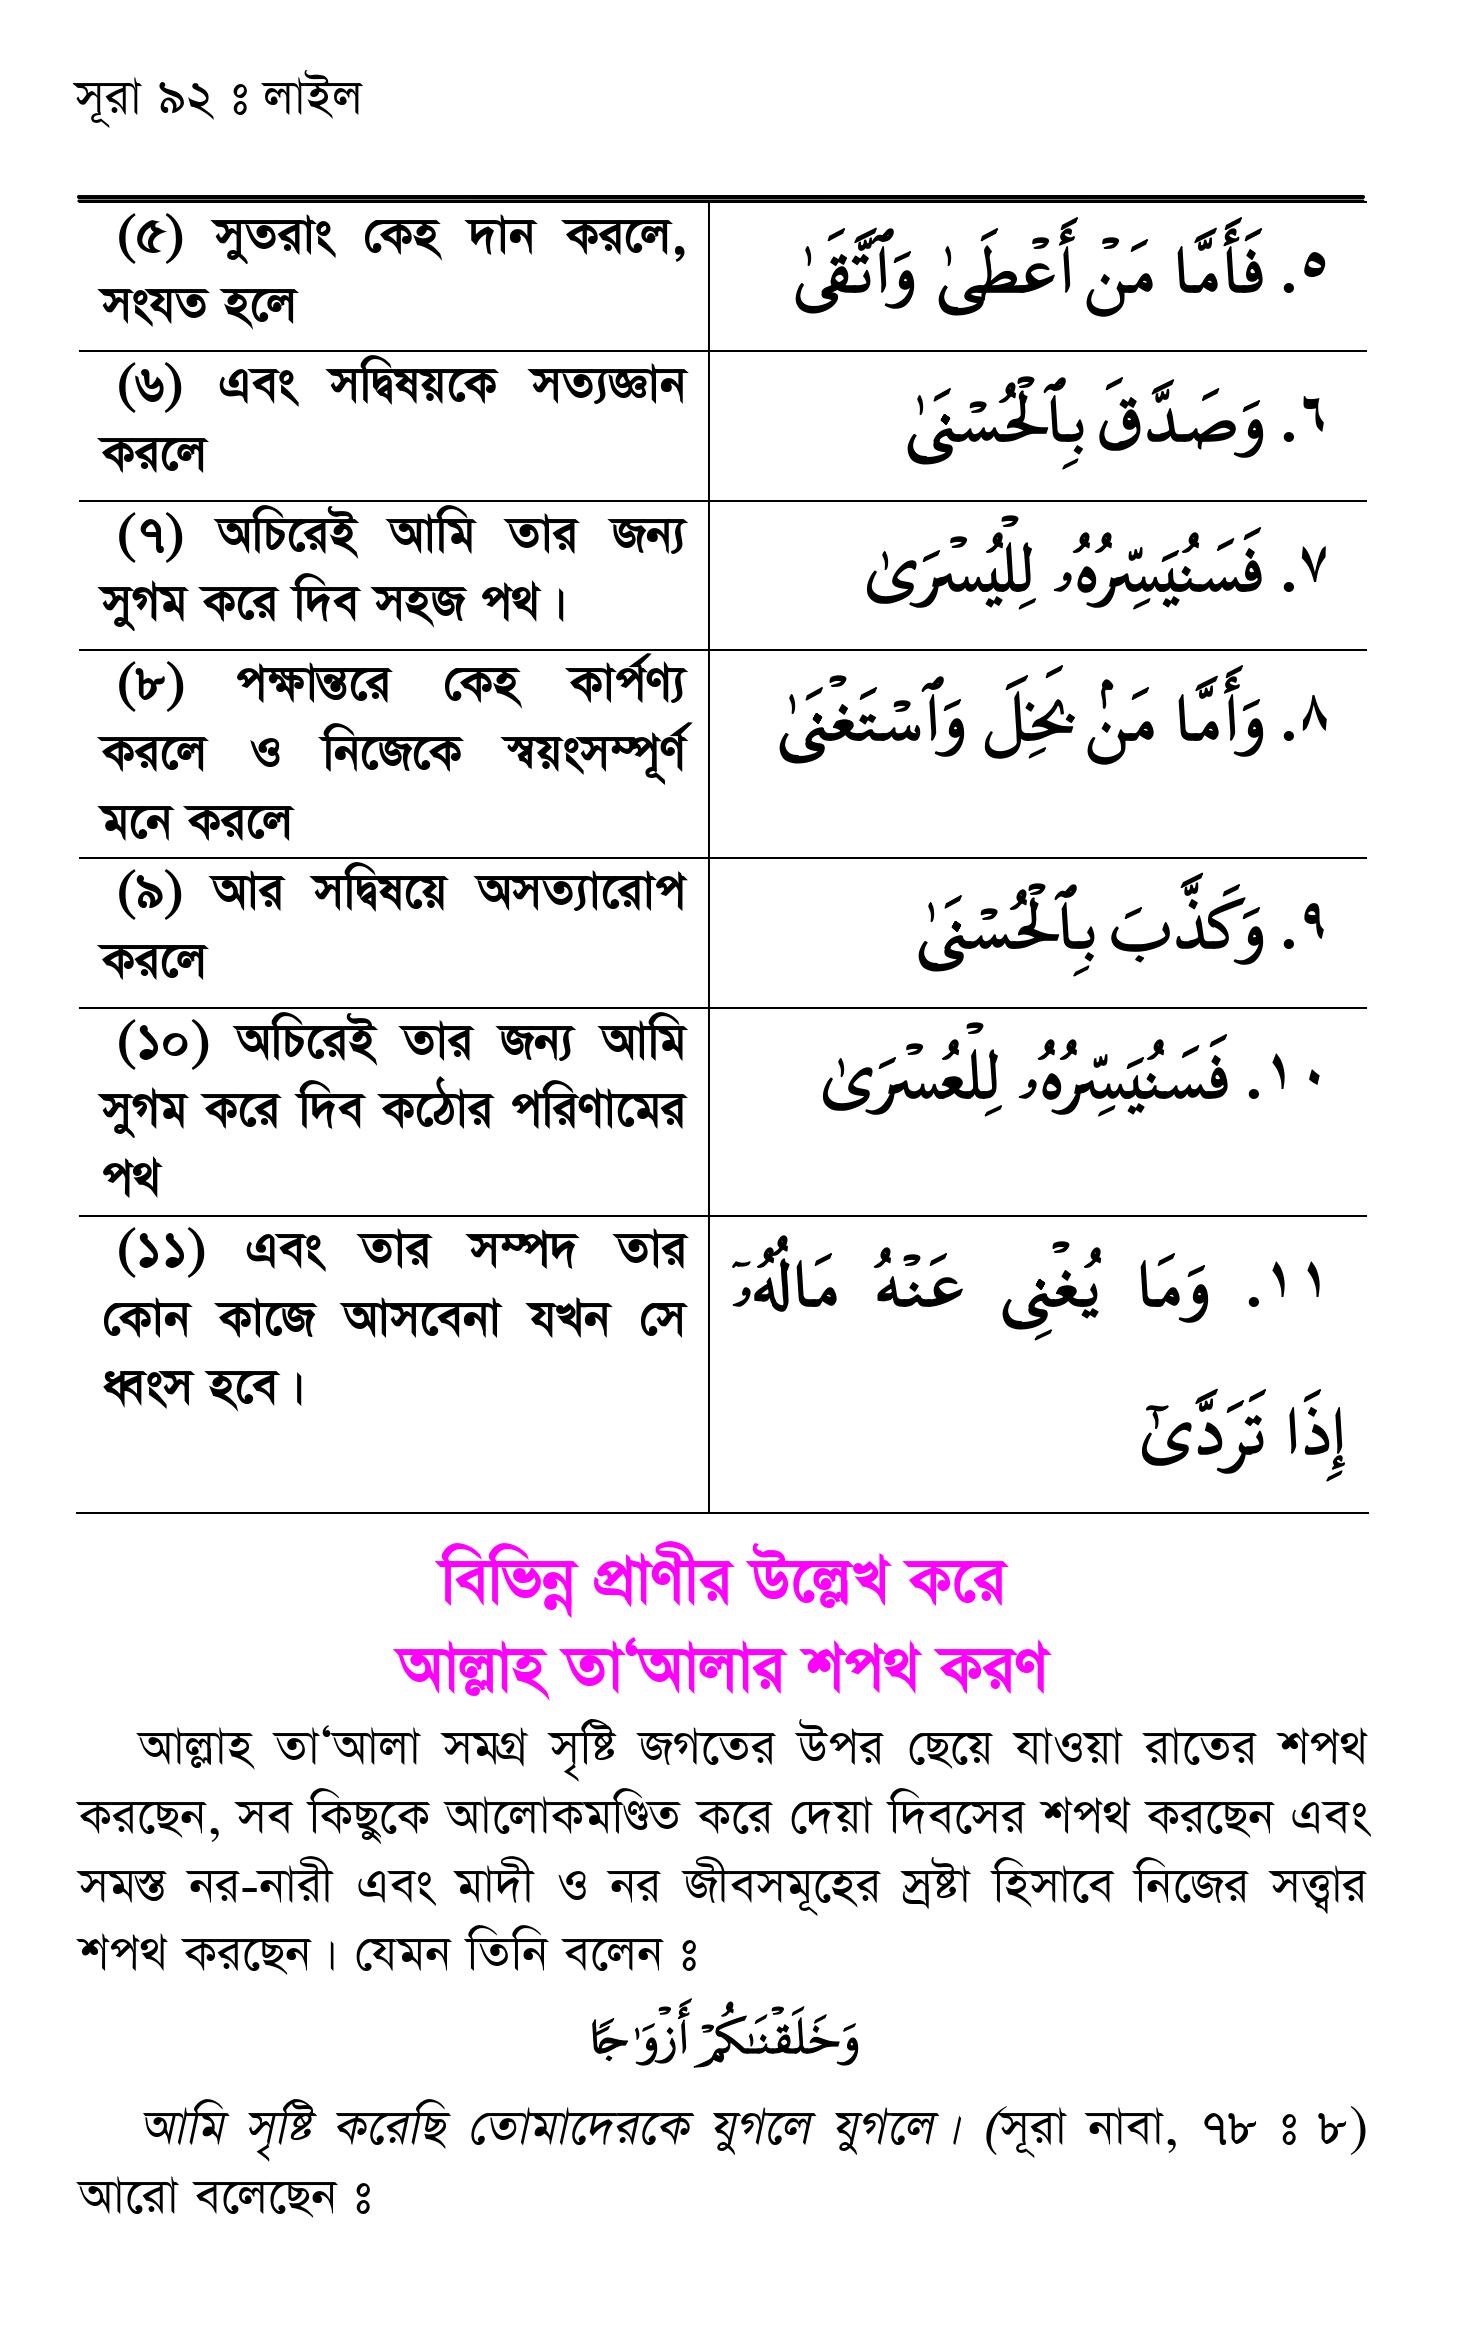 সূরা ৯২ ঃ লাইল
(৫) সুতরাং কেহ দান করলে,
সংযত হলে
٥. فَأَمَّا مَنْ أَعْطَىٰ وَٱتَّقَىٰ
(৬) এবং সদ্বিষয়কে সত্যজ্ঞান
করলে
٦. وَصَدَّقَ بِٱلْحُسْنَىٰ
(৭) অচিরেই আমি তার জন্য
সুগম করে দিব সহজ পথ।
٧. فَسَنُيَسِّرُهُۥ لِلْيُسْرَىٰ
(৮) পক্ষান্তরে কেহ কার্পণ্য
করলে ও নিজেকে স্বয়ংসম্পূর্ণ
মনে করলে
٨. وَأَمَّا مَنۢ بَخِلَ وَٱسْتَغْنَىٰ
(৯) আর সদ্বিষয়ে অসত্যারোপ
করলে
٩. وَكَذَّبَ بِٱلْحُسْنَىٰ
(১০) অচিরেই তার জন্য আমি
সুগম করে দিব কঠোর পরিণামের
পথ
١٠. فَسَنُيَسِّرُهُۥ لِلْعُسْرَىٰ
(১১) এবং তার সম্পদ তার
কোন কাজে আসবেনা যখন সে
ধ্বংস হবে।
١١. وَمَا يُغْنِى عَنْهُ مَالُهُۥٓ
إِذَا تَرَدَّىٰٓ
বিভিন্ন প্রাণীর উল্লেখ করে
আল্লাহ তা‘আলার শপথ করণ
আল্লাহ তা‘আলা সমগ্র সৃষ্টি জগতের উপর ছেয়ে যাওয়া রাতের শপথ
করছেন, সব কিছুকে আলোকমণ্ডিত করে দেয়া দিবসের শপথ করছেন এবং
সমস্ত নর-নারী এবং মাদী ও নর জীবসমূহের স্রষ্টা হিসাবে নিজের সত্ত্বার
শপথ করছেন। যেমন তিনি বলেন ঃ
وَخَلَقْنَـٰكُمْ أَزْوَٰجًا
আমি সৃষ্টি করেছি তোমাদেরকে যুগলে যুগলে। (সূরা নাবা, ৭৮ ঃ ৮)
আরো বলেছেন ঃ